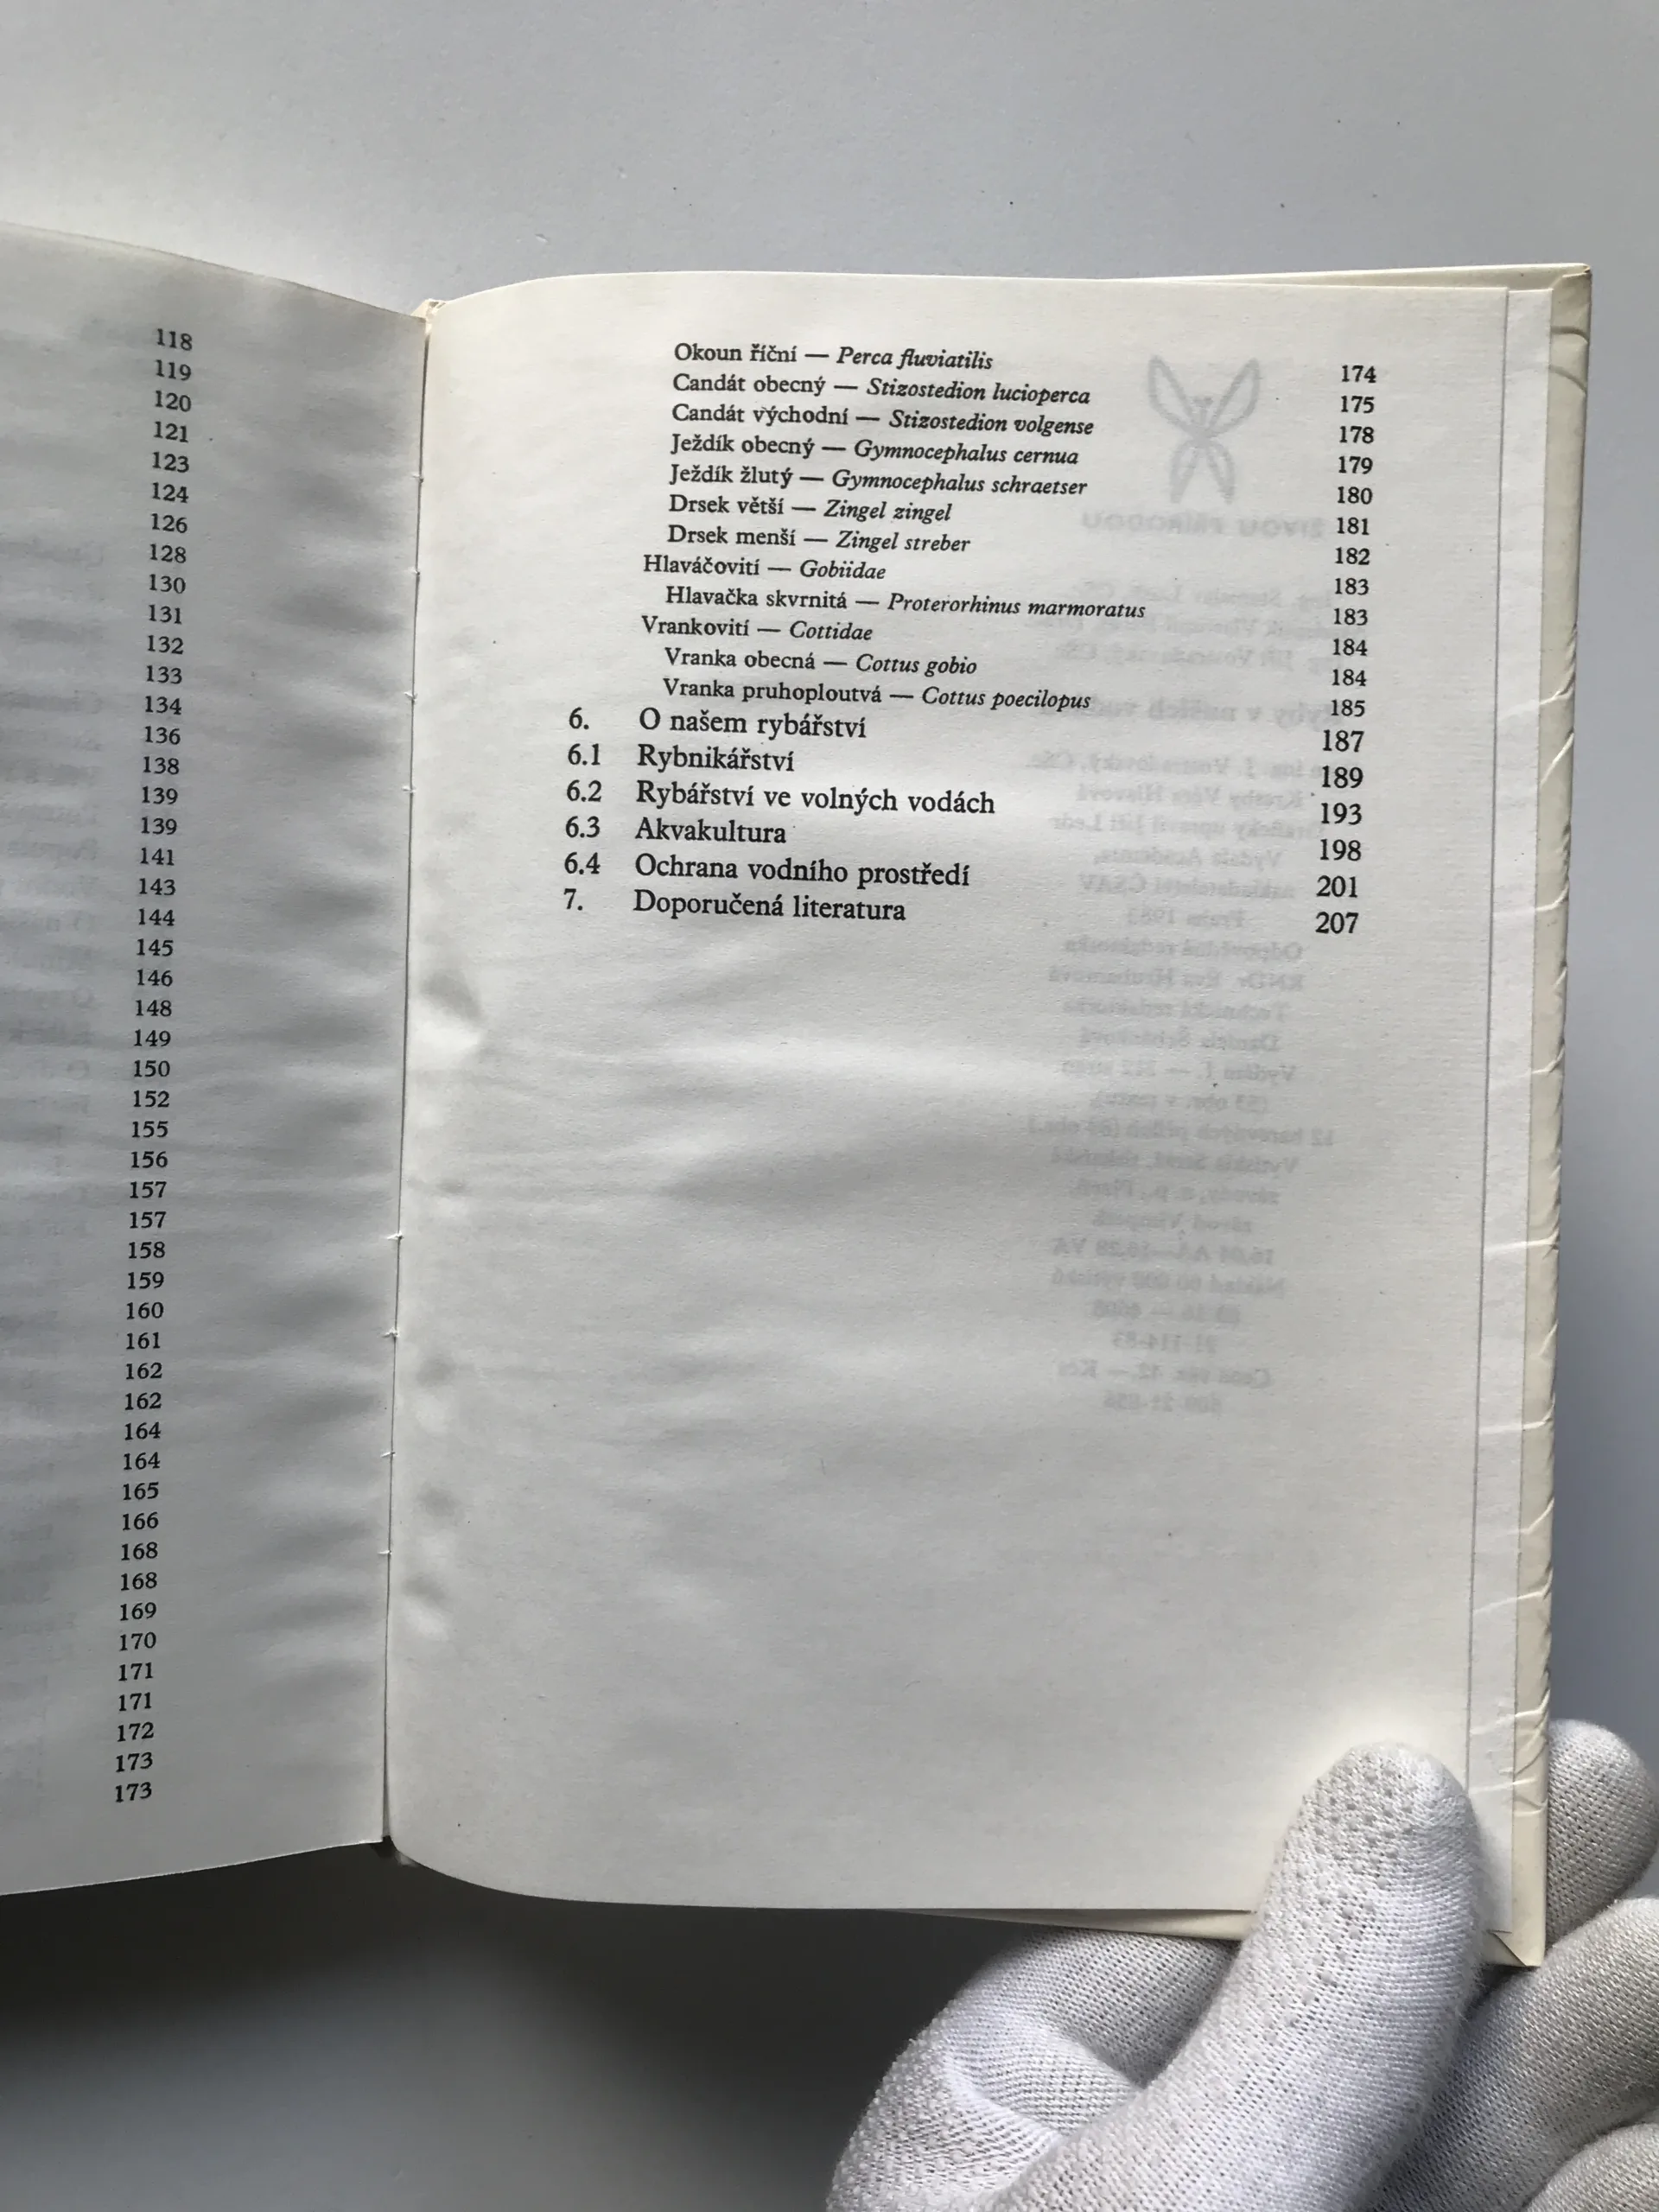 118
119
120
121
123
124
126
128
130
131
132
133
134
136
138
139
139
141
143
144
145
146
148
149
150
152
155
156
157
157
158
159
160
161
162
162
164
164
165
166
168
168
169
170
171
171
172
173
173
Okoun říční — Perca fluviatilis 174
Candát obecný — Stizostedion lucioperca 175
Candát východní — Stizostedion volgense 178
Ježdík obecný — Gymnocephalus cernua 179
Ježdík žlutý — Gymnocephalus schraetser 180
Drsek větší — Zingel zingel 181
Drsek menší — Zingel streber 182
Hlaváčovití — Gobiidae 183
Hlavačka skvrnitá — Proterorhinus marmoratus 183
Vrankovití — Cottidae 184
Vranka obecná — Cottus gobio 184
Vranka pruhoploutvá — Cottus poecilopus 185
6. O našem rybářství 187
6.1 Rybnikářství 189
6.2 Rybářství ve volných vodách 193
6.3 Akvakultura 198
6.4 Ochrana vodního prostředí 201
7. Doporučená literatura 207